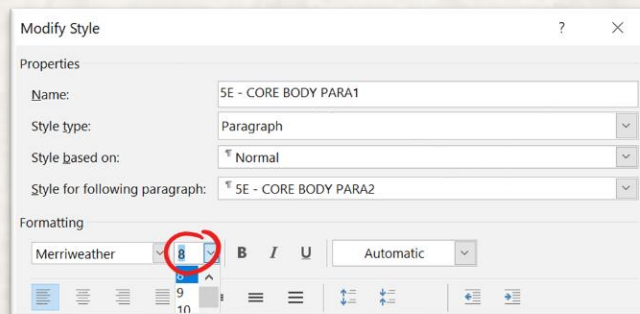 Modify Style ? ×
Properties
Name: 5E - CORE BODY PARA1
Style type: Paragraph
Style based on: ¶ Normal
Style for following paragraph: ¶ 5E - CORE BODY PARA2
Formatting
Merriweather 8 B I U Automatic
8
9
10